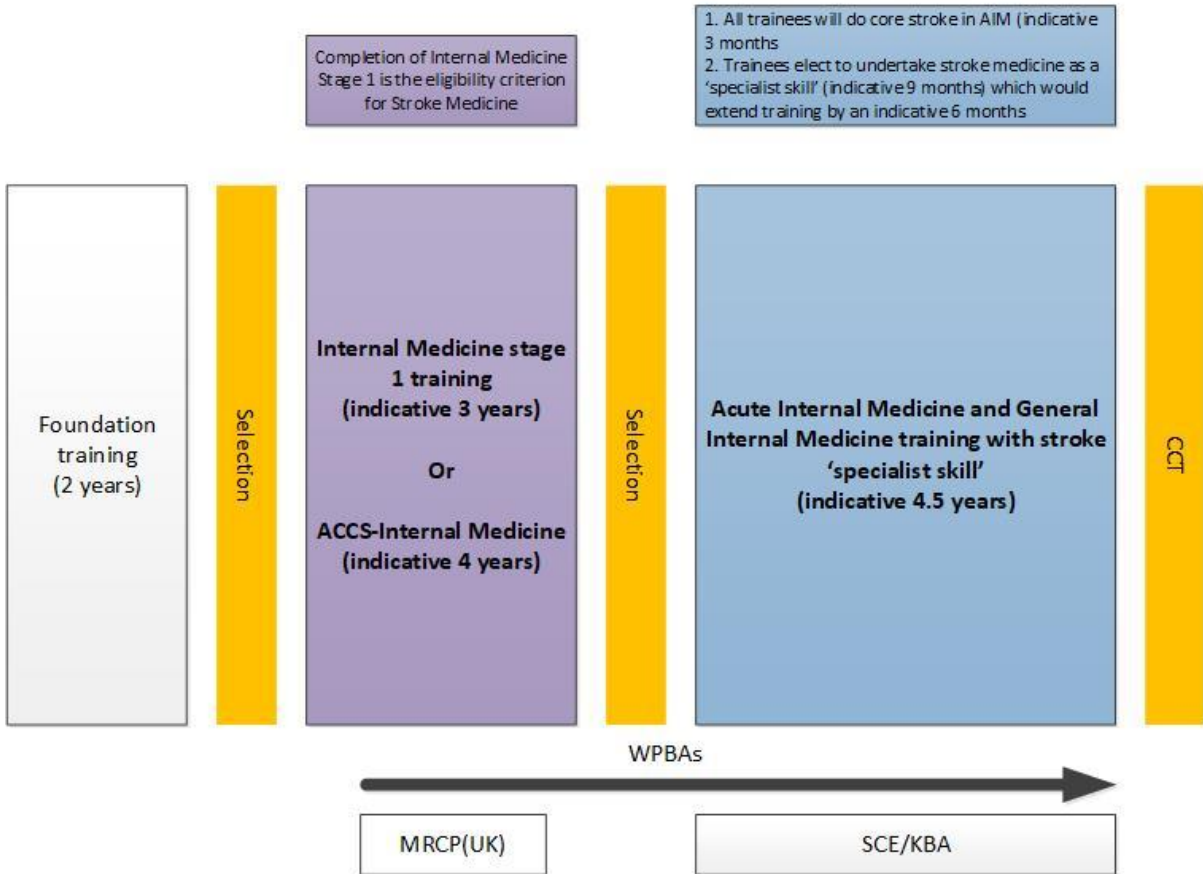 Completion of Internal Medicine
Stage 1 is the eligibility criterion
for Stroke Medicine
1. All trainees will do core stroke in AIM (indicative
3 months
2. Trainees elect to undertake stroke medicine as a
‘specialist skill’ (indicative 9 months) which would
extend training by an indicative 6 months
Foundation
training
(2 years)
Selection
Internal Medicine stage
1 training
(indicative 3 years)
Or
ACCS-Internal Medicine
(indicative 4 years)
Selection
Acute Internal Medicine and General
Internal Medicine training with stroke
‘specialist skill’
(indicative 4.5 years)
CCT
WPBAs
MRCP(UK)
SCE/KBA